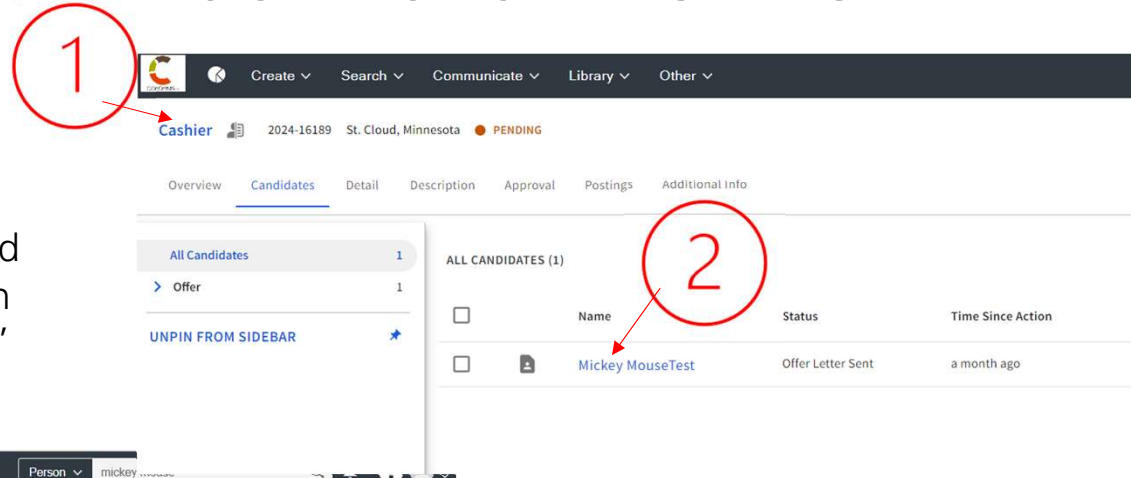 1
Create Search Communicate Library Other
Cashier 2024-16189 St. Cloud, Minnesota PENDING
Overview Candidates Detail Description Approval Postings Additional Info
d
n
’
All Candidates 1
> Offer 1
UNPIN FROM SIDEBAR
ALL CANDIDATES (1)
2
Name Status Time Since Action
Mickey MouseTest Offer Letter Sent a month ago
Person mickey mouse